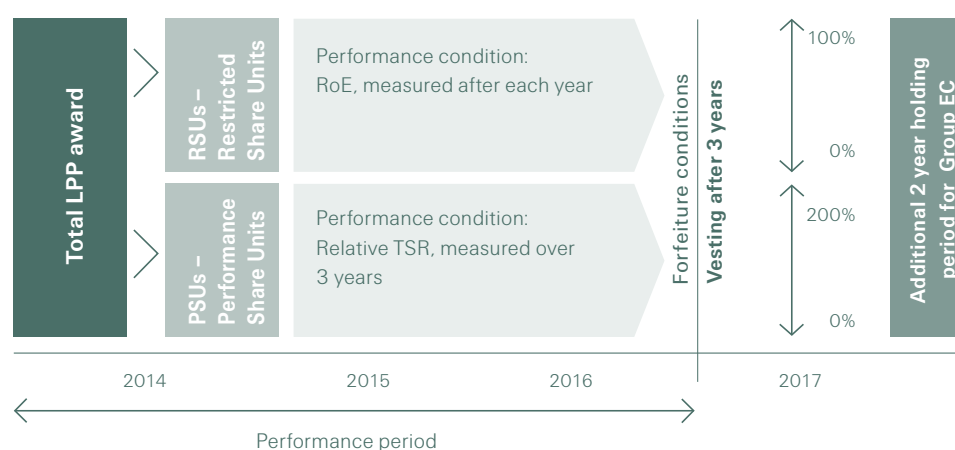 Total LPP award
RSUs –
Restricted
Share Units
Performance condition:
RoE, measured after each year
PSUs –
Performance
Share Units
Performance condition:
Relative TSR, measured over
3 years
Forfeiture conditions
Vesting after 3 years
100%
0%
200%
0%
Additional 2 year holding
period for Group EC
2014
2015
2016
2017
Performance period